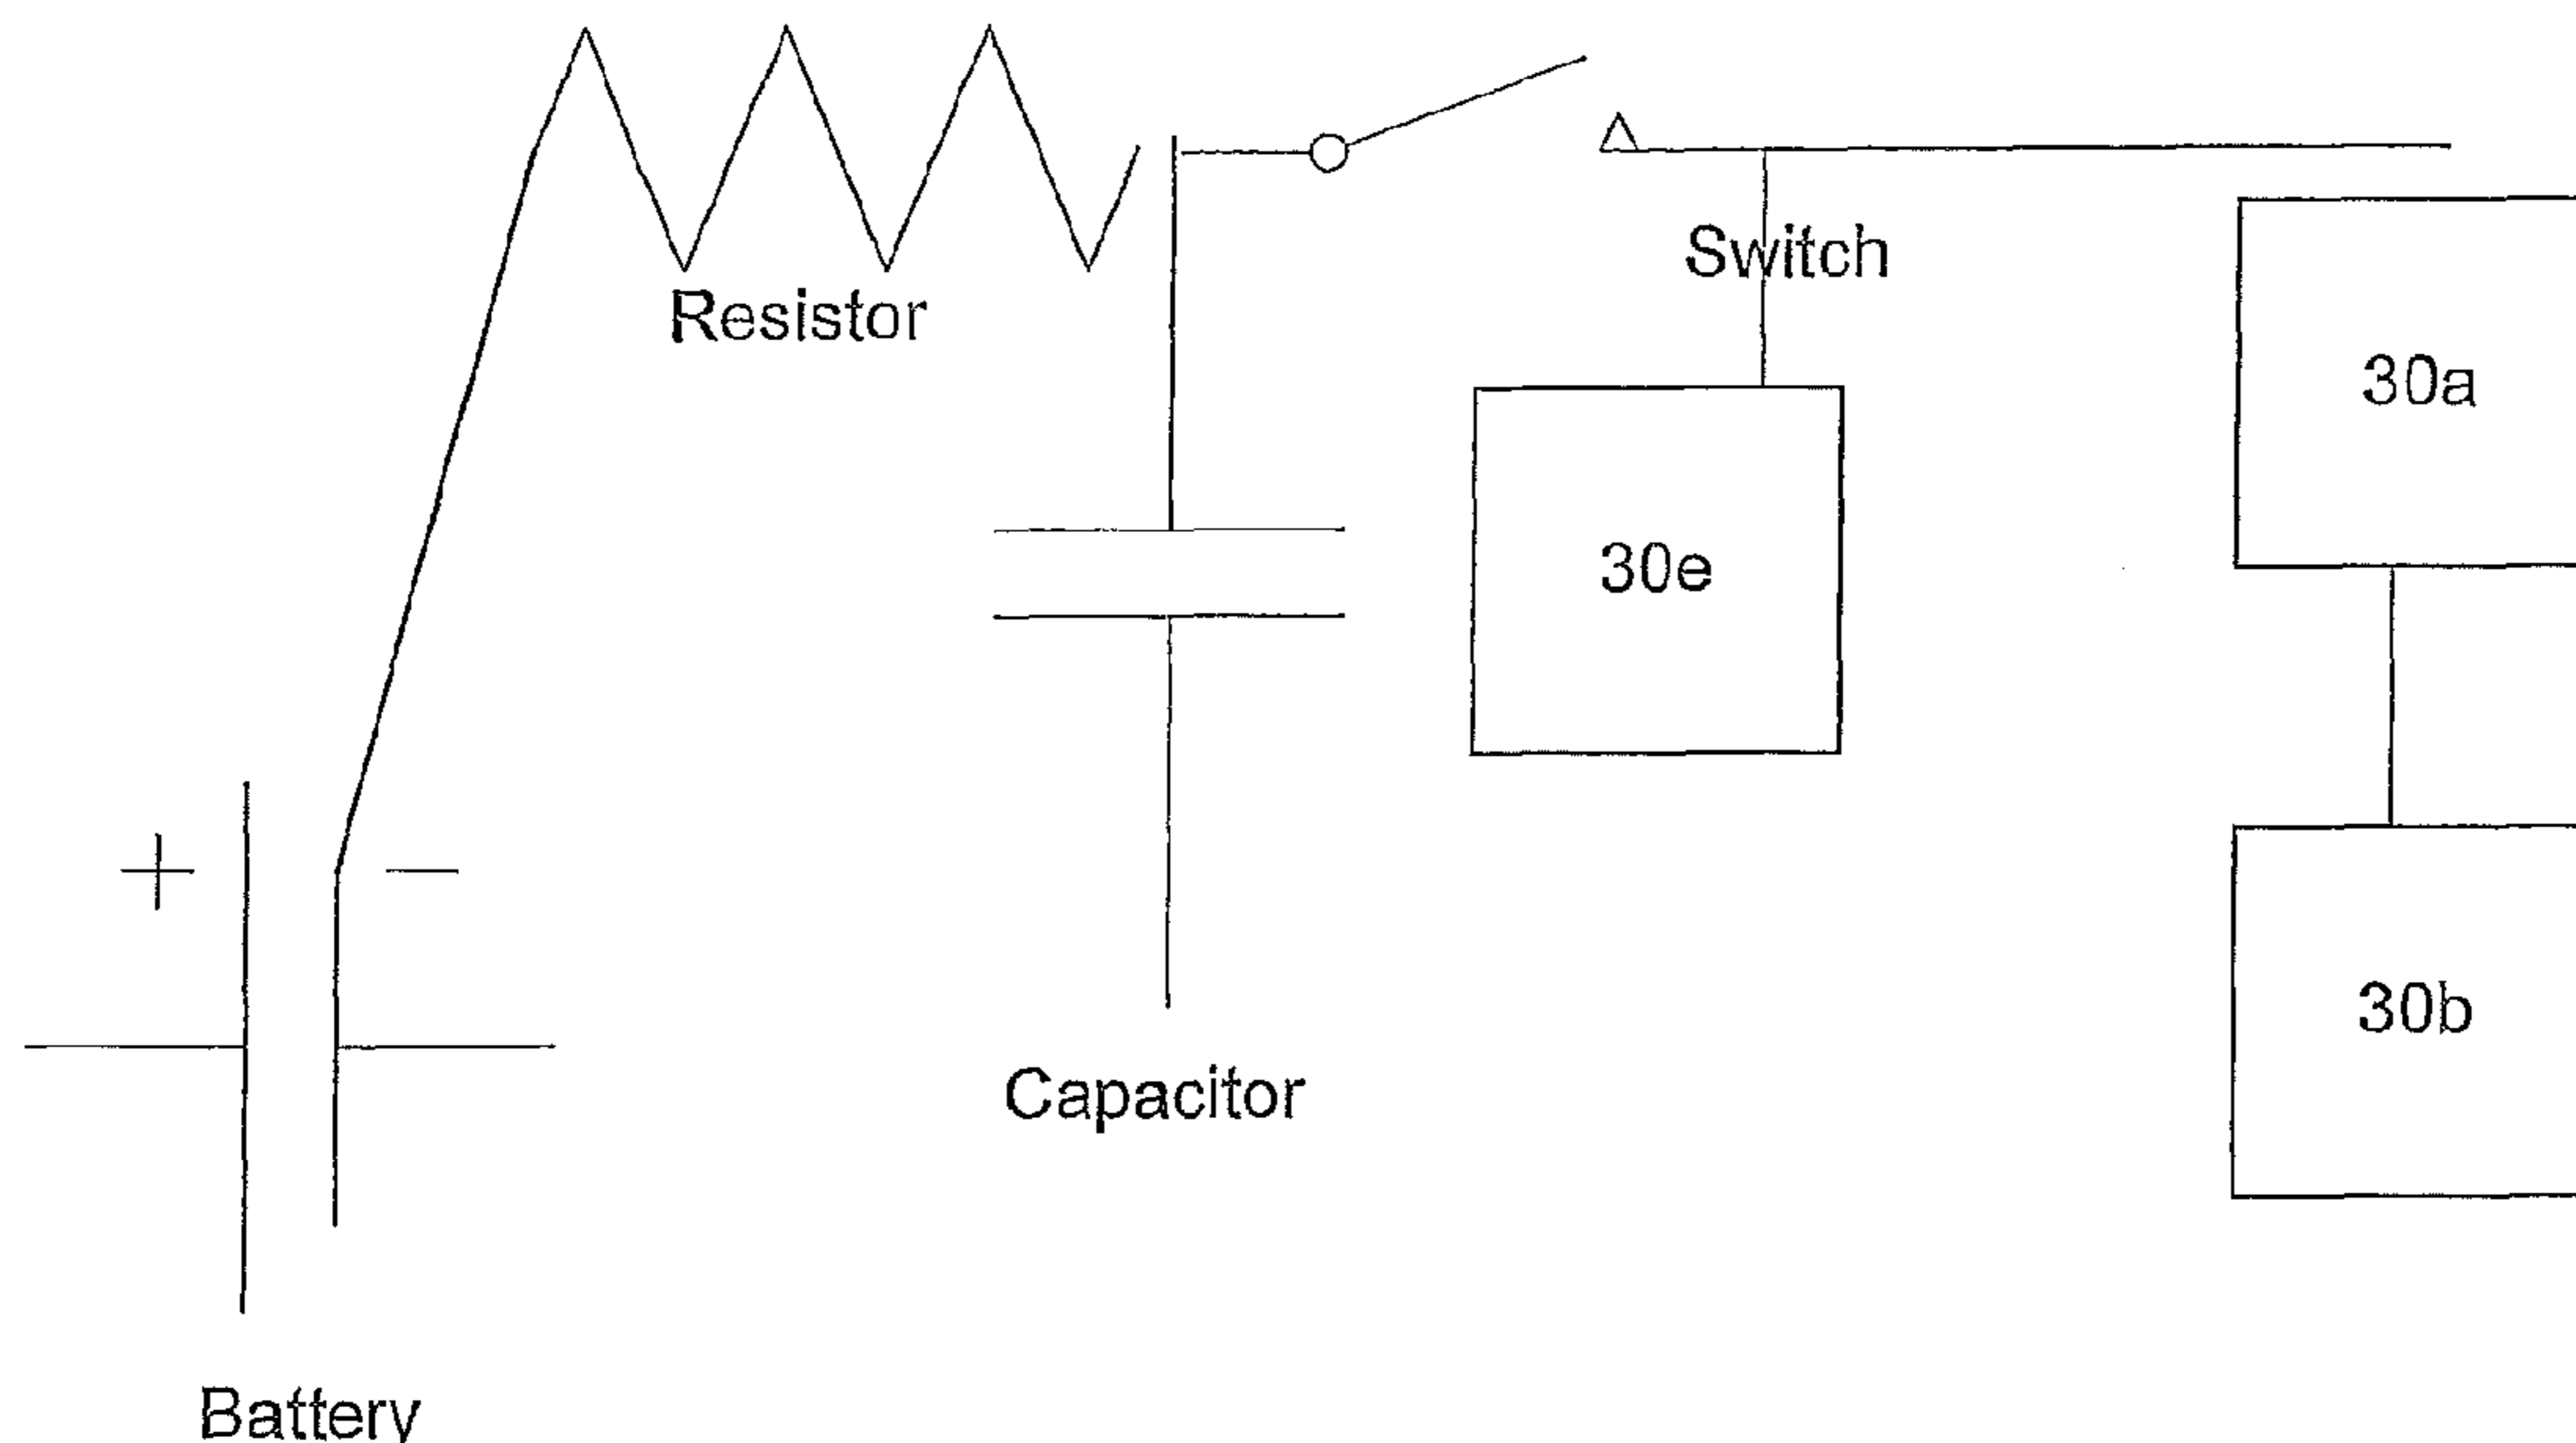 Switch
Resistor
30a
30e
+ −
30b
Capacitor
Battery